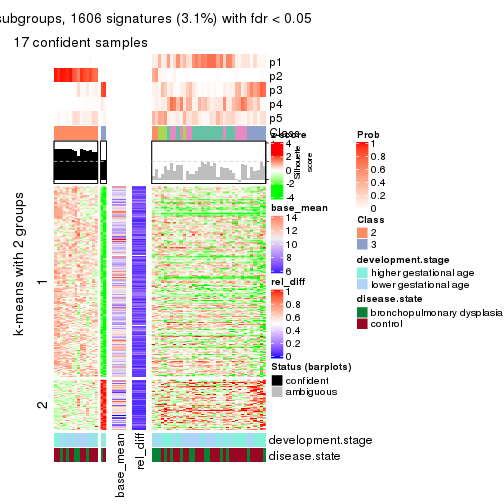 subgroups, 1606 signatures (3.1%) with fdr < 0.05
17 confident samples
p1
p2
p3
p4
p5
Class
Silhouette
score
k-means with 2 groups
1
2
base_mean
rel_diff
development.stage
disease.state
z-score
4
2
0
-2
-4
base_mean
14
12
10
8
6
rel_diff
1
0.8
0.6
0.4
0.2
0
Status (barplots)
confident
ambiguous
Prob
1
0.8
0.6
0.4
0.2
0
Class
2
3
development.stage
higher gestational age
lower gestational age
disease.state
bronchopulmonary dysplasia
control